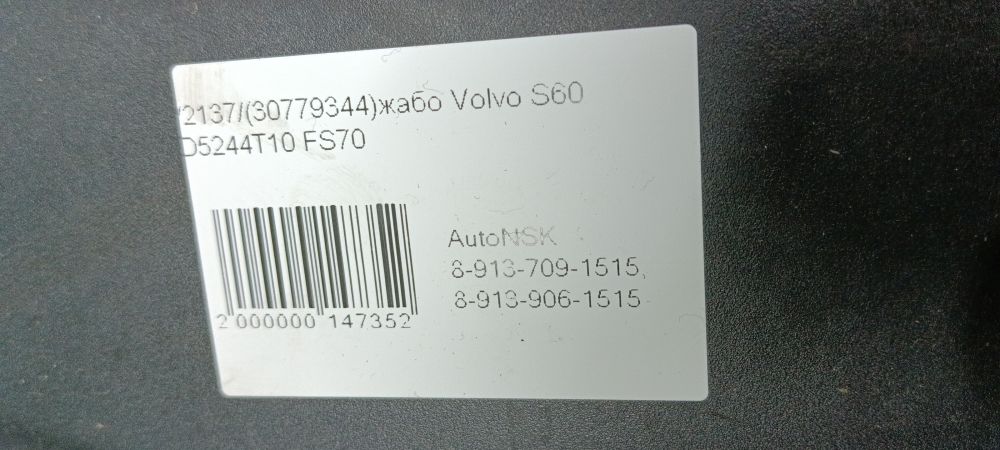 2137/(30779344)жабо Volvo S60
D5244T10 FS70
AutoNSK
8-913-709-1515,
8-913-906-1515
2 000000 147352